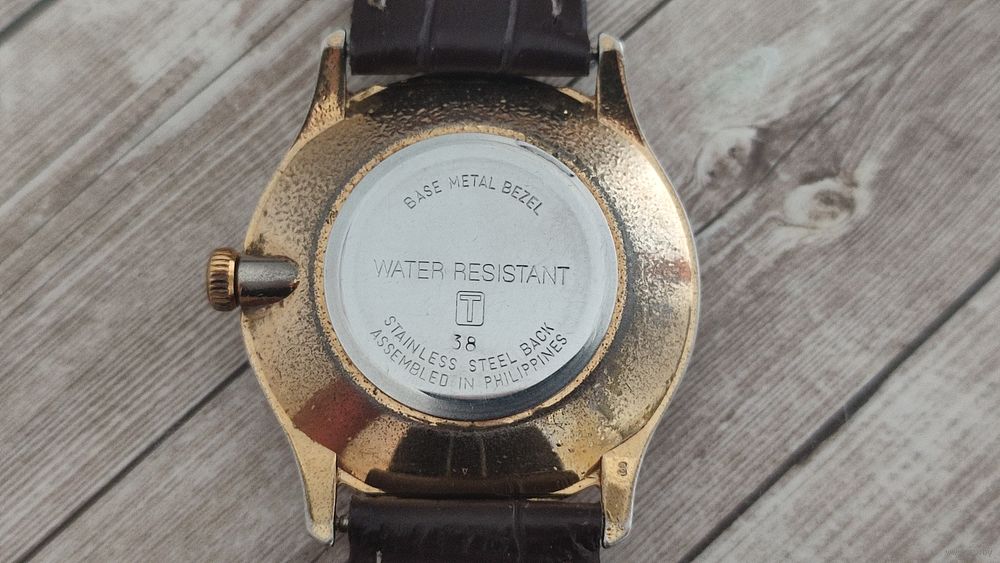 BASE METAL BEZEL
WATER RESISTANT
T
38
STAINLESS STEEL BACK
ASSEMBLED IN PHILIPPINES